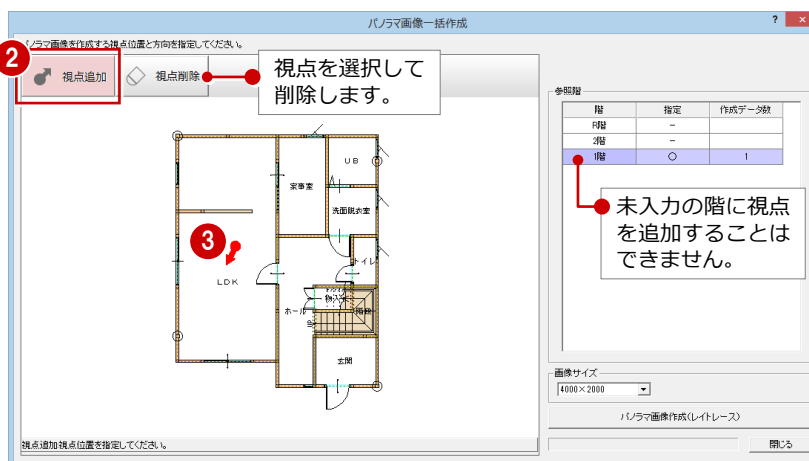 パノラマ画像一括作成
?
×
パノラマ画像を作成する視点位置と方向を指定してください。
2
視点追加
視点削除
視点を選択して
削除します。
参照階
階 指定 作成データ数
R階 −
2階 −
1階 ○ 1
未入力の階に視点
を追加することは
できません。
UB
家事室
洗面脱衣室
3
トイレ
LDK
物入
ホール
階段
UP
玄関
画像サイズ
4000×2000
パノラマ画像作成(レイトレース)
視点追加視点位置を指定してください。
閉じる